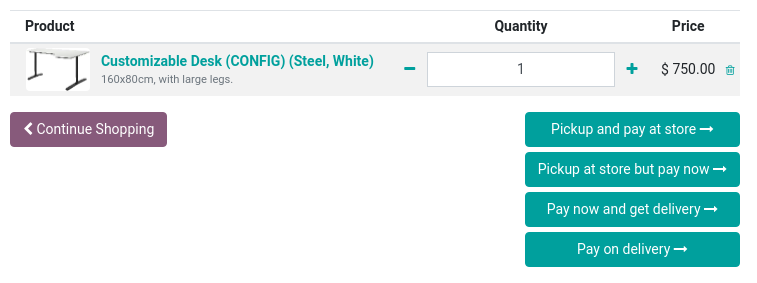 Product Quantity Price
Customizable Desk (CONFIG) (Steel, White)
160x80cm, with large legs.
1
$ 750.00
Continue Shopping
Pickup and pay at store
Pickup at store but pay now
Pay now and get delivery
Pay on delivery